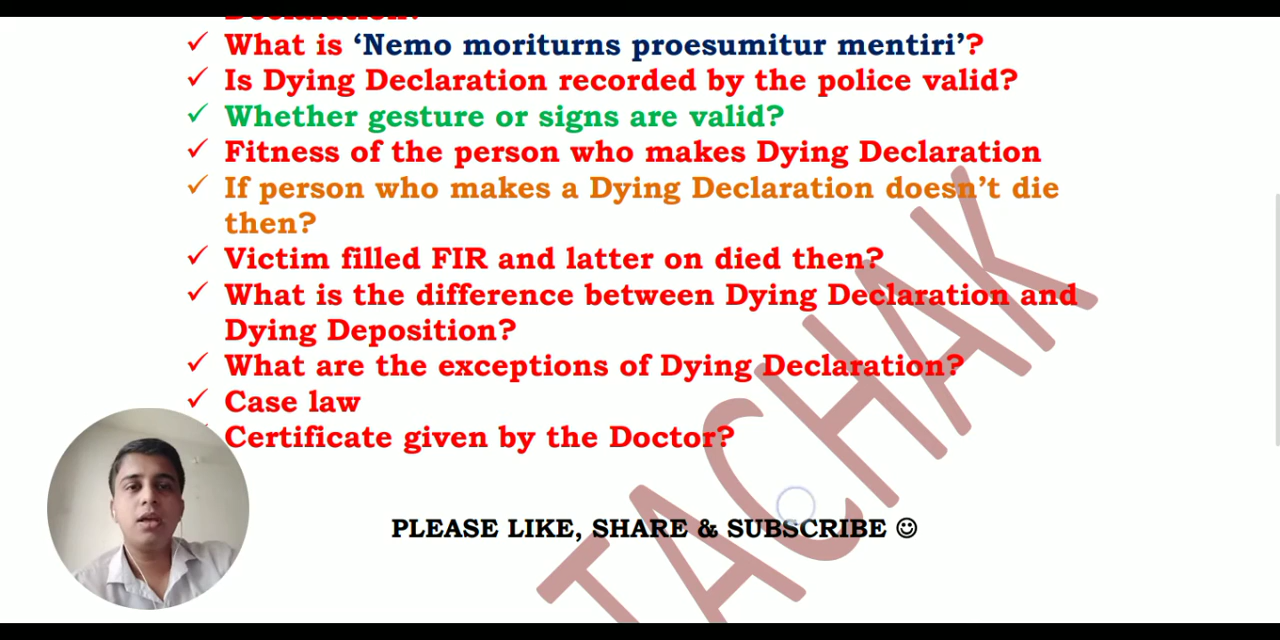 Declaration?
✓ What is ‘Nemo moriturns proesumitur mentiri’?
✓ Is Dying Declaration recorded by the police valid?
✓ Whether gesture or signs are valid?
✓ Fitness of the person who makes Dying Declaration
✓ If person who makes a Dying Declaration doesn’t die
then?
✓ Victim filled FIR and latter on died then?
✓ What is the difference between Dying Declaration and
Dying Deposition?
✓ What are the exceptions of Dying Declaration?
✓ Case law
Certificate given by the Doctor?
PLEASE LIKE, SHARE & SUBSCRIBE ☺
TACHAK